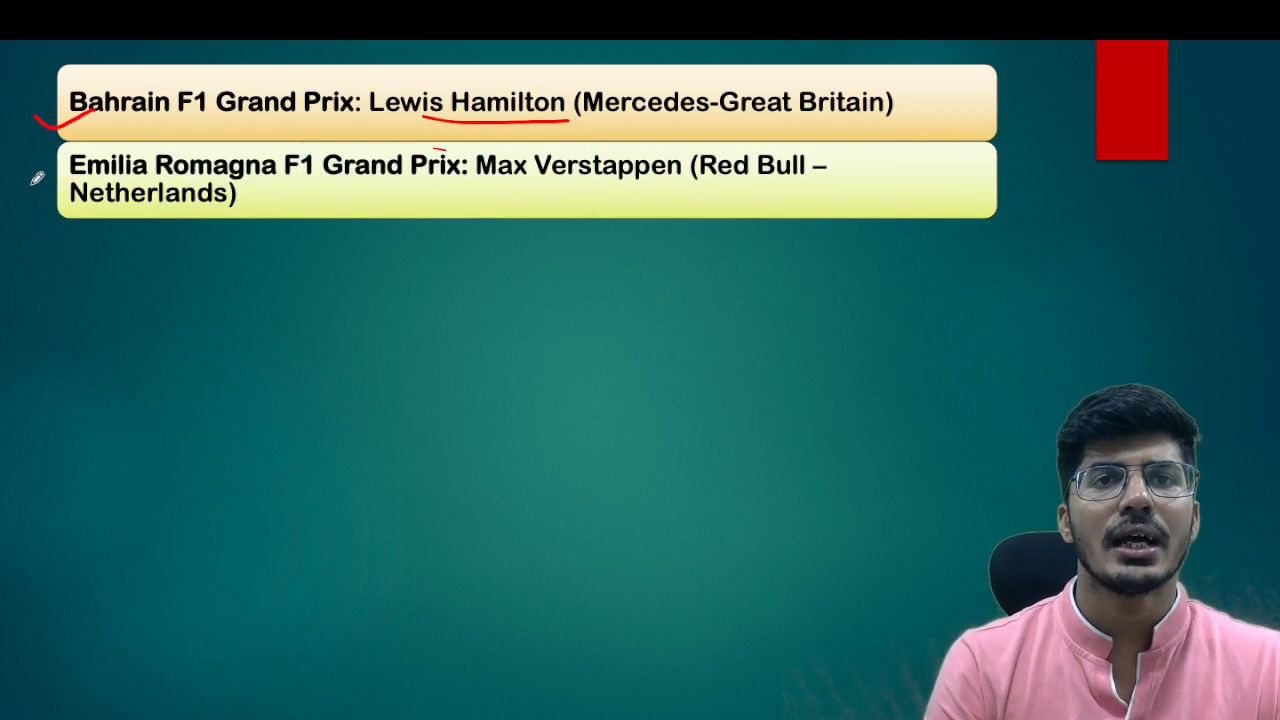 Bahrain F1 Grand Prix: Lewis Hamilton (Mercedes-Great Britain)
Emilia Romagna F1 Grand Prix: Max Verstappen (Red Bull –
Netherlands)